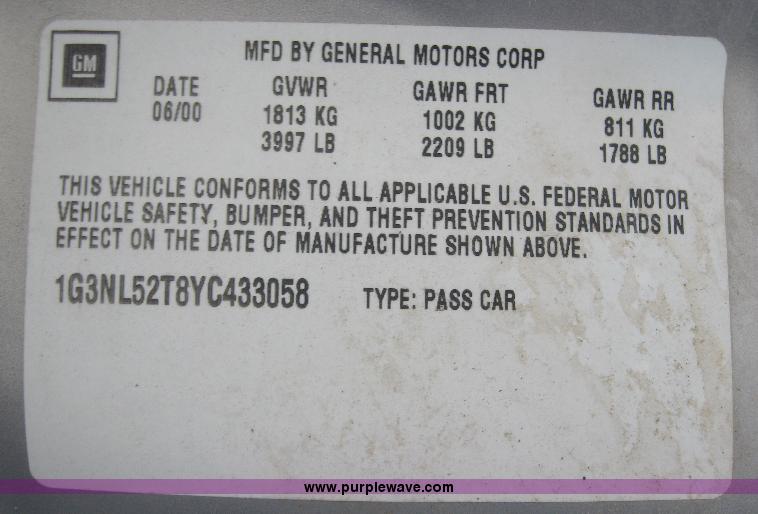 GM
MFD BY GENERAL MOTORS CORP
DATE GVWR GAWR FRT GAWR RR
06/00 1813 KG 1002 KG 811 KG
3997 LB 2209 LB 1788 LB
THIS VEHICLE CONFORMS TO ALL APPLICABLE U.S. FEDERAL MOTOR
VEHICLE SAFETY, BUMPER, AND THEFT PREVENTION STANDARDS IN
EFFECT ON THE DATE OF MANUFACTURE SHOWN ABOVE.
1G3NL52T8YC433058 TYPE: PASS CAR
www.purplewave.com